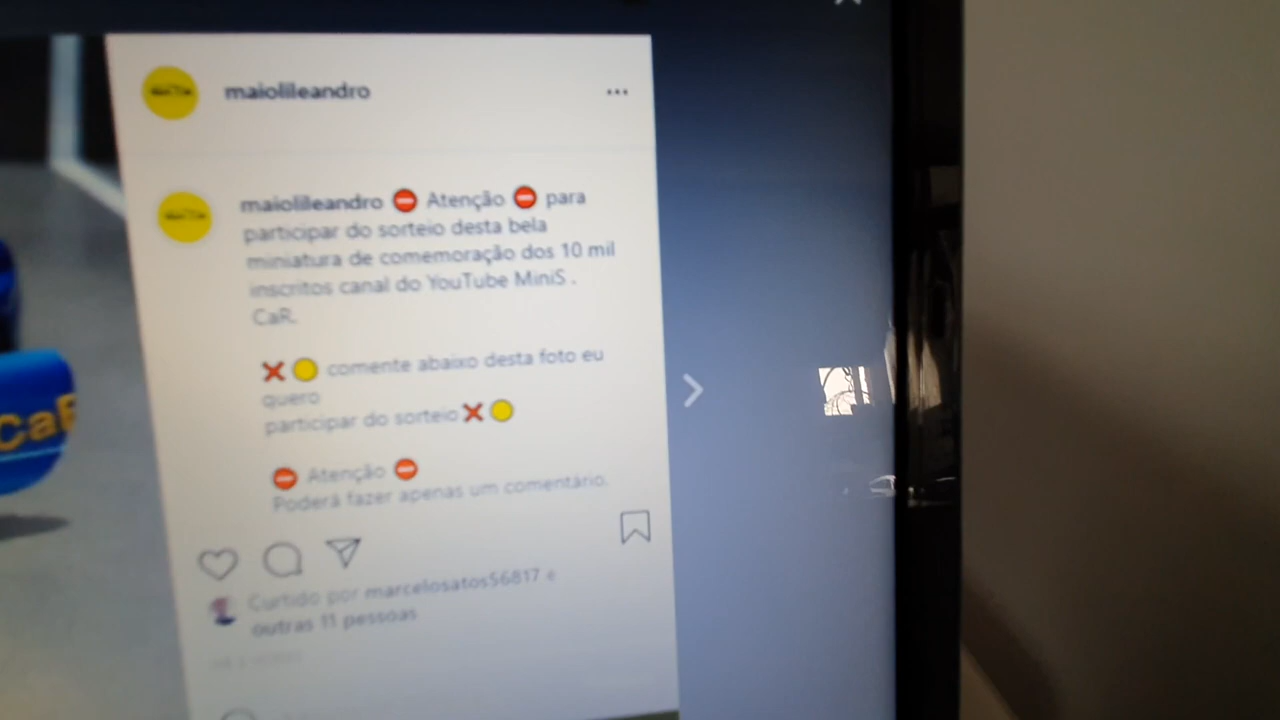 maiolileandro
maiolileandro ⛔ Atenção ⛔ para
participar do sorteio desta bela
miniatura de comemoração dos 10 mil
inscritos canal do YouTube MiniS .
CaR.
❌🟡 comente abaixo desta foto eu
quero
participar do sorteio❌🟡
⛔ Atenção ⛔
Poderá fazer apenas um comentário.
Curtido por marcelosatos56817 e
outras 11 pessoas
CaR